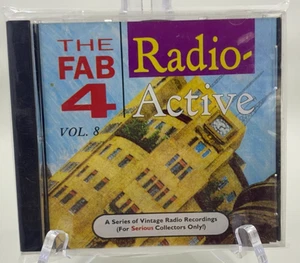 THE
FAB
4
VOL. 8
Radio-
Active
A Series of Vintage Radio Recordings
(For Serious Collectors Only!)